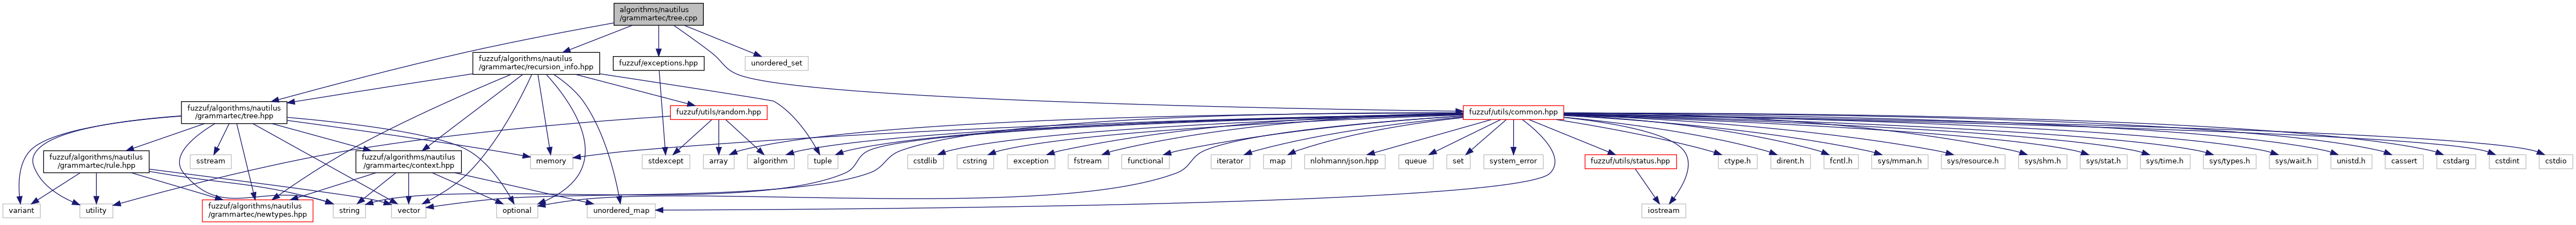 algorithms/nautilus
/grammartec/tree.cpp
fuzzuf/algorithms/nautilus
/grammartec/recursion_info.hpp
fuzzuf/exceptions.hpp
unordered_set
fuzzuf/algorithms/nautilus
/grammartec/tree.hpp
fuzzuf/utils/random.hpp
fuzzuf/utils/common.hpp
fuzzuf/algorithms/nautilus
/grammartec/rule.hpp
sstream
fuzzuf/algorithms/nautilus
/grammartec/context.hpp
memory
stdexcept
array
algorithm
tuple
cstdlib
cstring
exception
fstream
functional
iterator
map
nlohmann/json.hpp
queue
set
system_error
fuzzuf/utils/status.hpp
ctype.h
dirent.h
fcntl.h
sys/mman.h
sys/resource.h
sys/shm.h
sys/stat.h
sys/time.h
sys/types.h
sys/wait.h
unistd.h
cassert
cstdarg
cstdint
cstdio
variant
utility
fuzzuf/algorithms/nautilus
/grammartec/newtypes.hpp
string
vector
optional
unordered_map
iostream